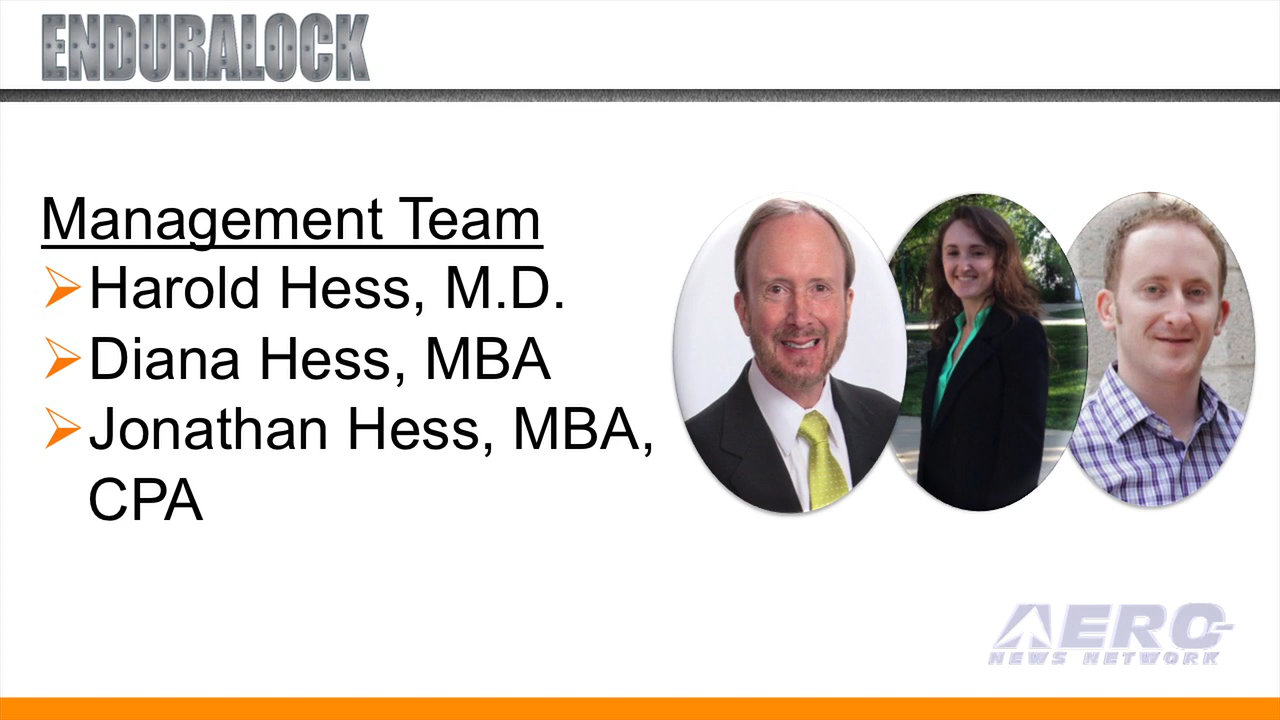 ENDURALOCK
Management Team
➢Harold Hess, M.D.
➢Diana Hess, MBA
➢Jonathan Hess, MBA,
CPA
AERO
NEWS NETWORK